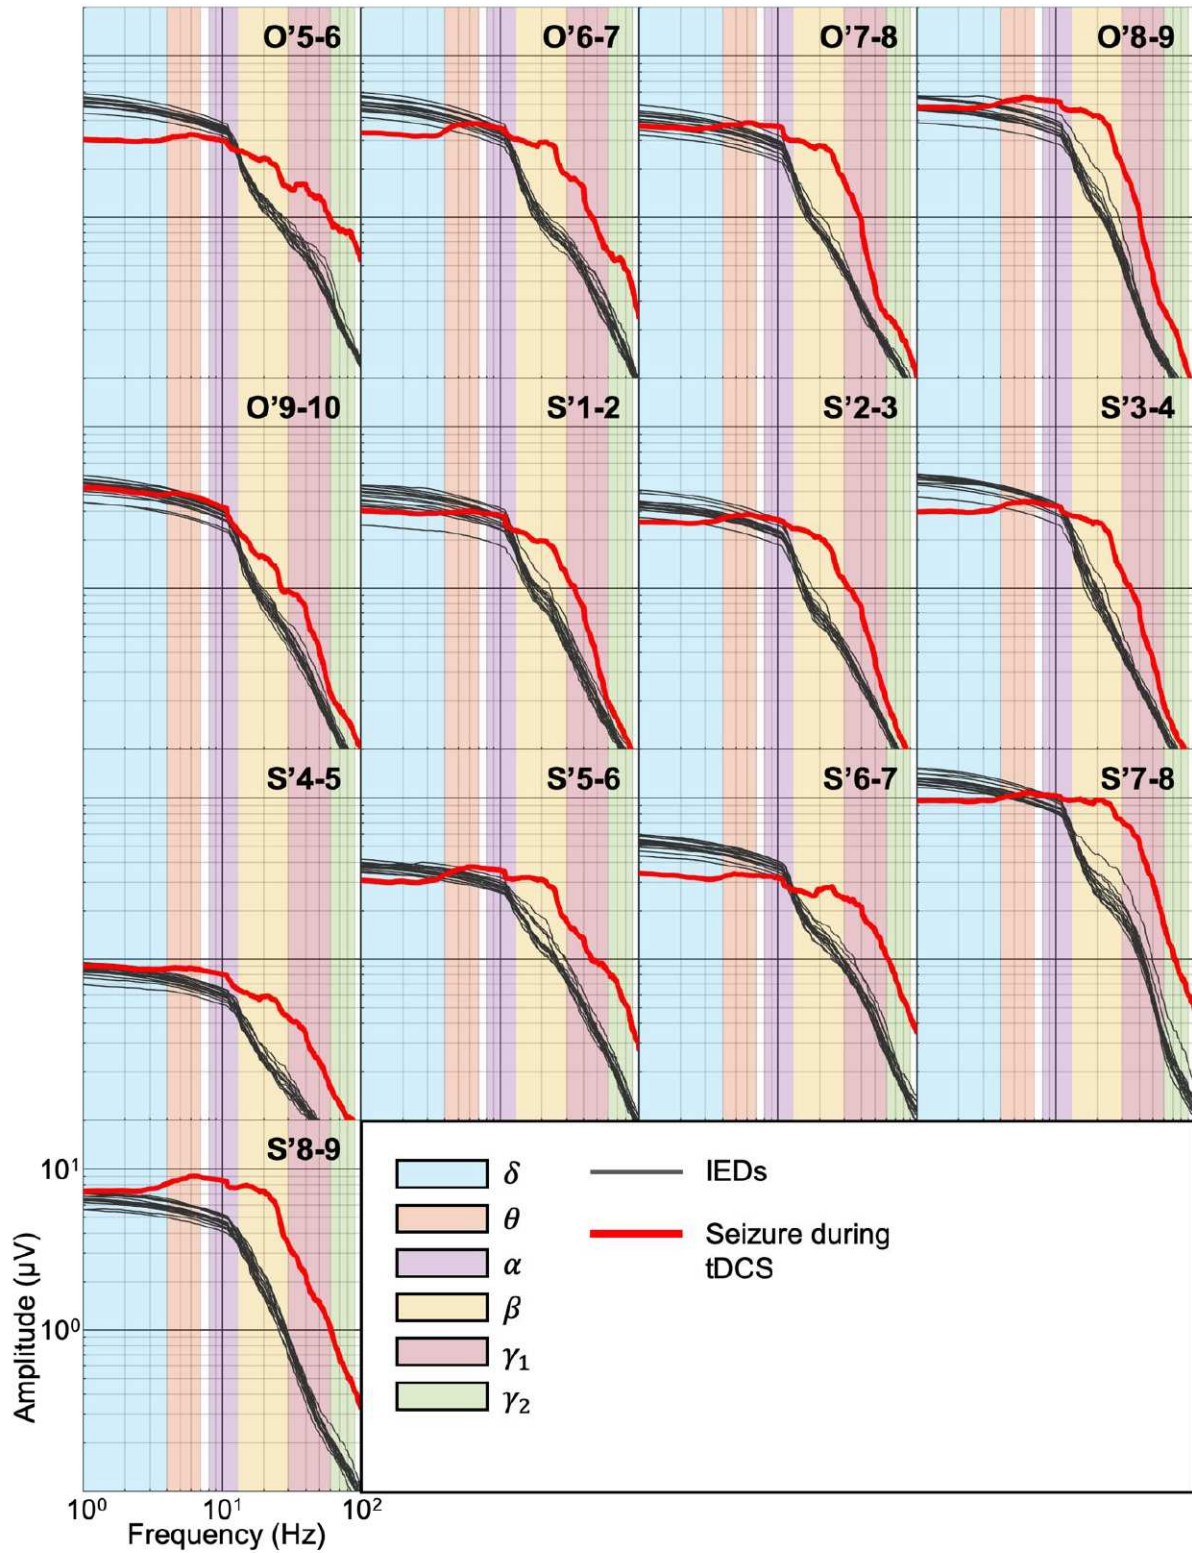 O’5-6
O’6-7
O’7-8
O’8-9
O’9-10
S’1-2
S’2-3
S’3-4
S’4-5
S’5-6
S’6-7
S’7-8
S’8-9
Amplitude (μV)
10¹
10⁰
10⁰
10¹
10²
Frequency (Hz)
δ
θ
α
β
γ₁
γ₂
IEDs
Seizure during
tDCS